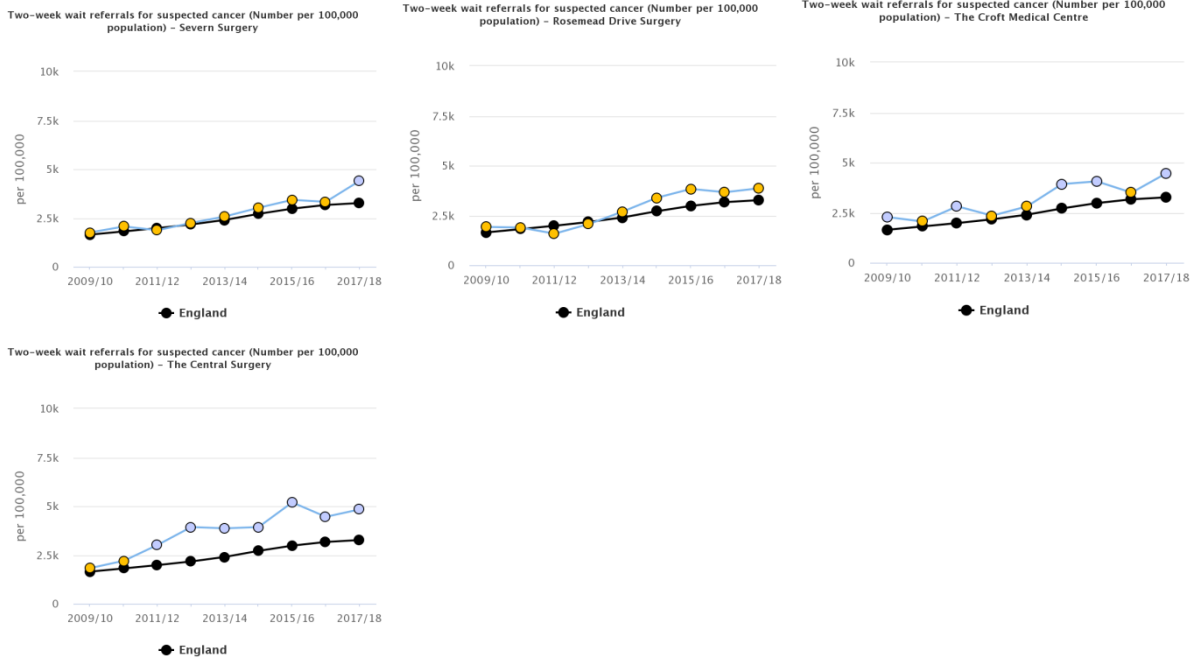 Two-week wait referrals for suspected cancer (Number per 100,000
population) – Severn Surgery
10k
7.5k
5k
2.5k
0
per 100,000
2009/10 2011/12 2013/14 2015/16 2017/18
England
Two-week wait referrals for suspected cancer (Number per 100,000
population) – Rosemead Drive Surgery
10k
7.5k
5k
2.5k
0
per 100,000
2009/10 2011/12 2013/14 2015/16 2017/18
England
Two-week wait referrals for suspected cancer (Number per 100,000
population) – The Croft Medical Centre
10k
7.5k
5k
2.5k
0
per 100,000
2009/10 2011/12 2013/14 2015/16 2017/18
England
Two-week wait referrals for suspected cancer (Number per 100,000
population) – The Central Surgery
10k
7.5k
5k
2.5k
0
per 100,000
2009/10 2011/12 2013/14 2015/16 2017/18
England